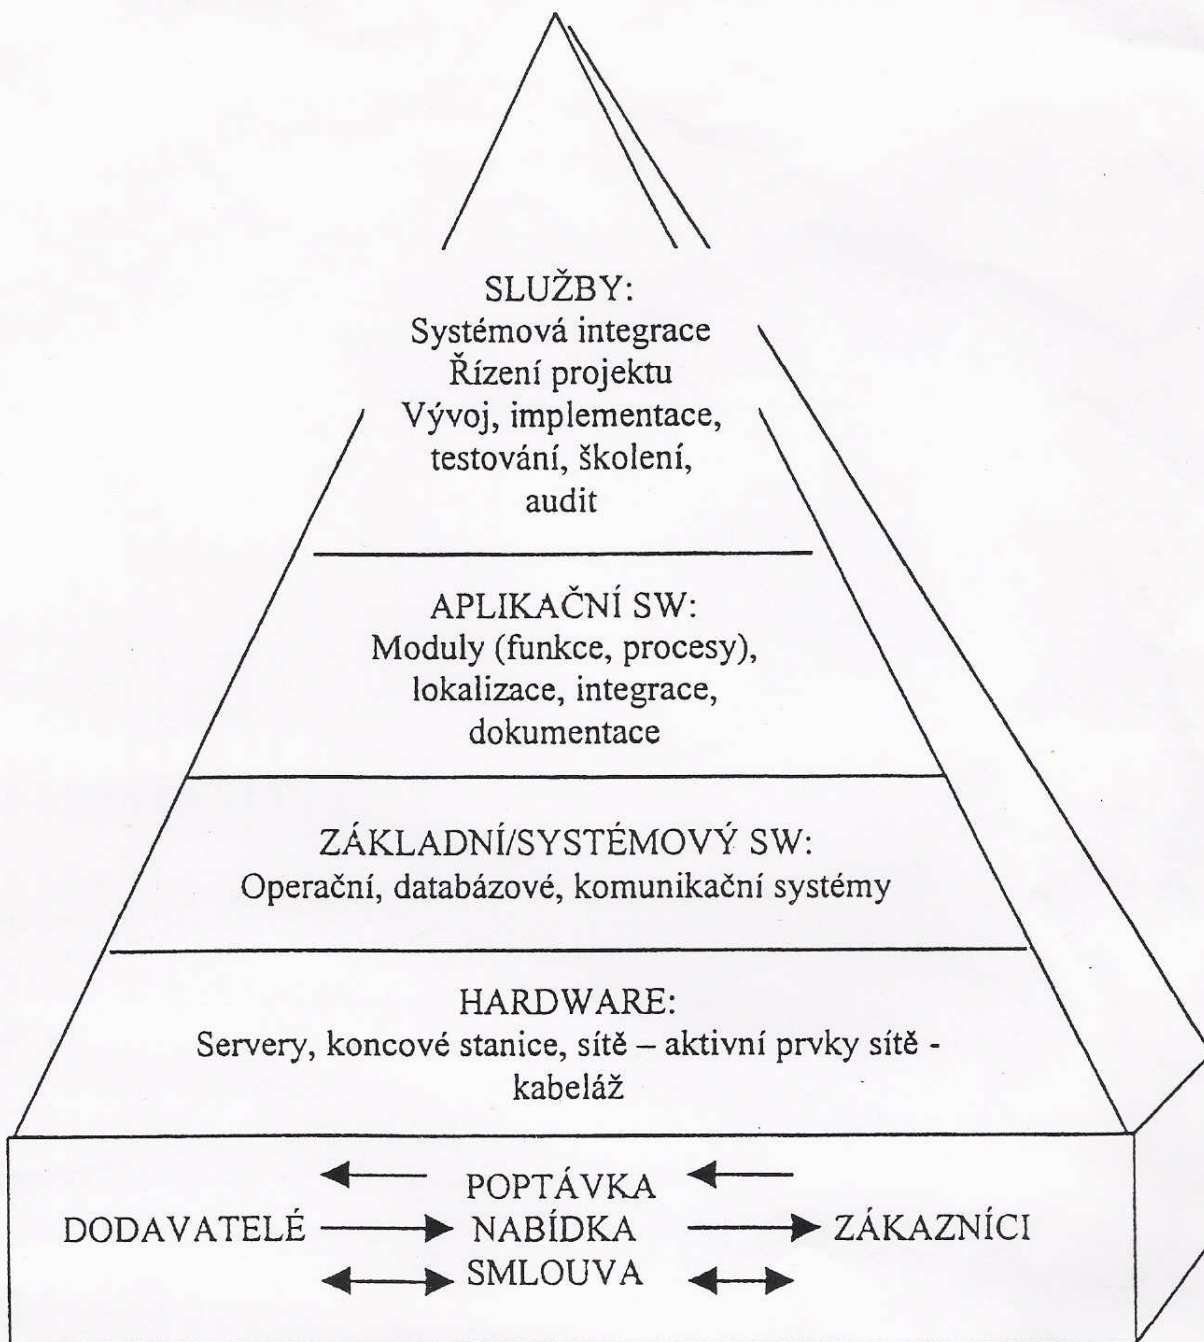 SLUŽBY:
Systémová integrace
Řízení projektu
Vývoj, implementace,
testování, školení,
audit
APLIKAČNÍ SW:
Moduly (funkce, procesy),
lokalizace, integrace,
dokumentace
ZÁKLADNÍ/SYSTÉMOVÝ SW:
Operační, databázové, komunikační systémy
HARDWARE:
Servery, koncové stanice, sítě – aktivní prvky sítě -
kabeláž
POPTÁVKA
DODAVATELÉ NABÍDKA ZÁKAZNÍCI
SMLOUVA